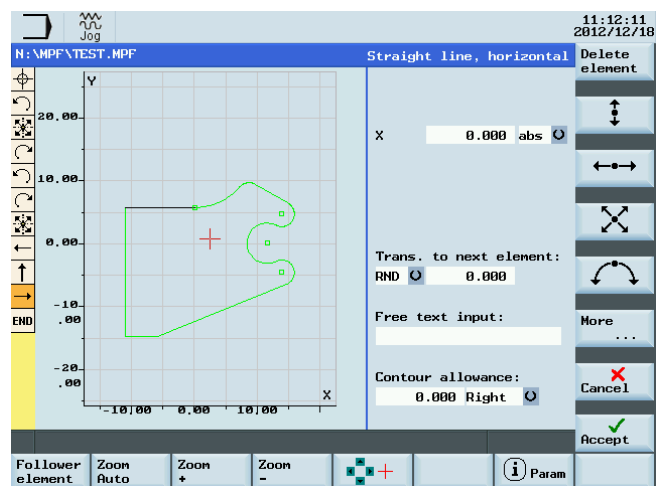 Jog
11:12:11
2012/12/18
N:\MPF\TEST.MPF
Straight line, horizontal
Delete
element
Y
20.00
10.00
0.00
-10
.00
-20
.00
X
-10,00
0.00
10,00
END
X 0.000 abs
Trans. to next element:
RND 0.000
Free text input:
Contour allowance:
0.000 Right
More
...
Cancel
Accept
Follower
element
Zoom
Auto
Zoom
+
Zoom
-
+
i Param